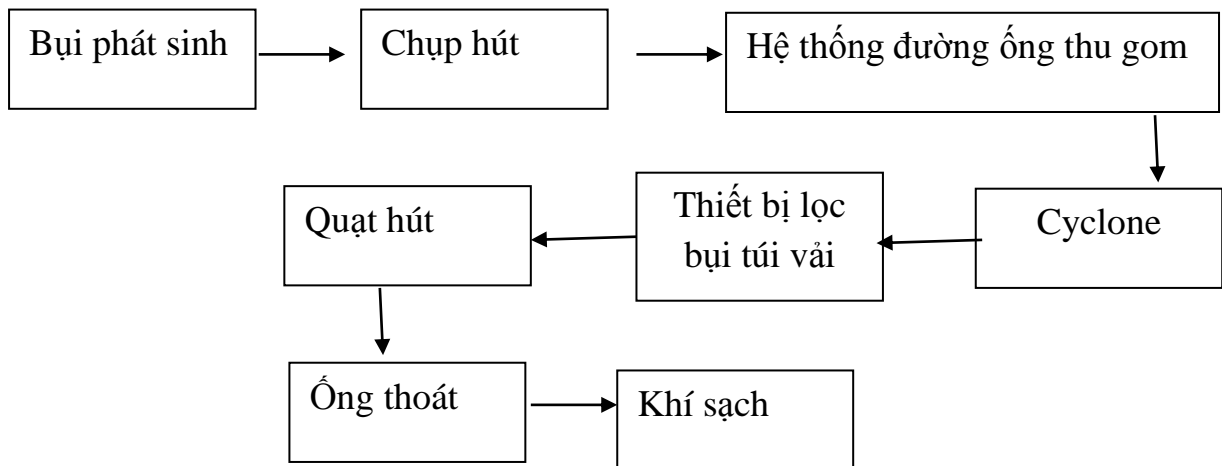 Bụi phát sinh
Chụp hút
Hệ thống đường ống thu gom
Cyclone
Thiết bị lọc
bụi túi vải
Quạt hút
Ống thoát
Khí sạch